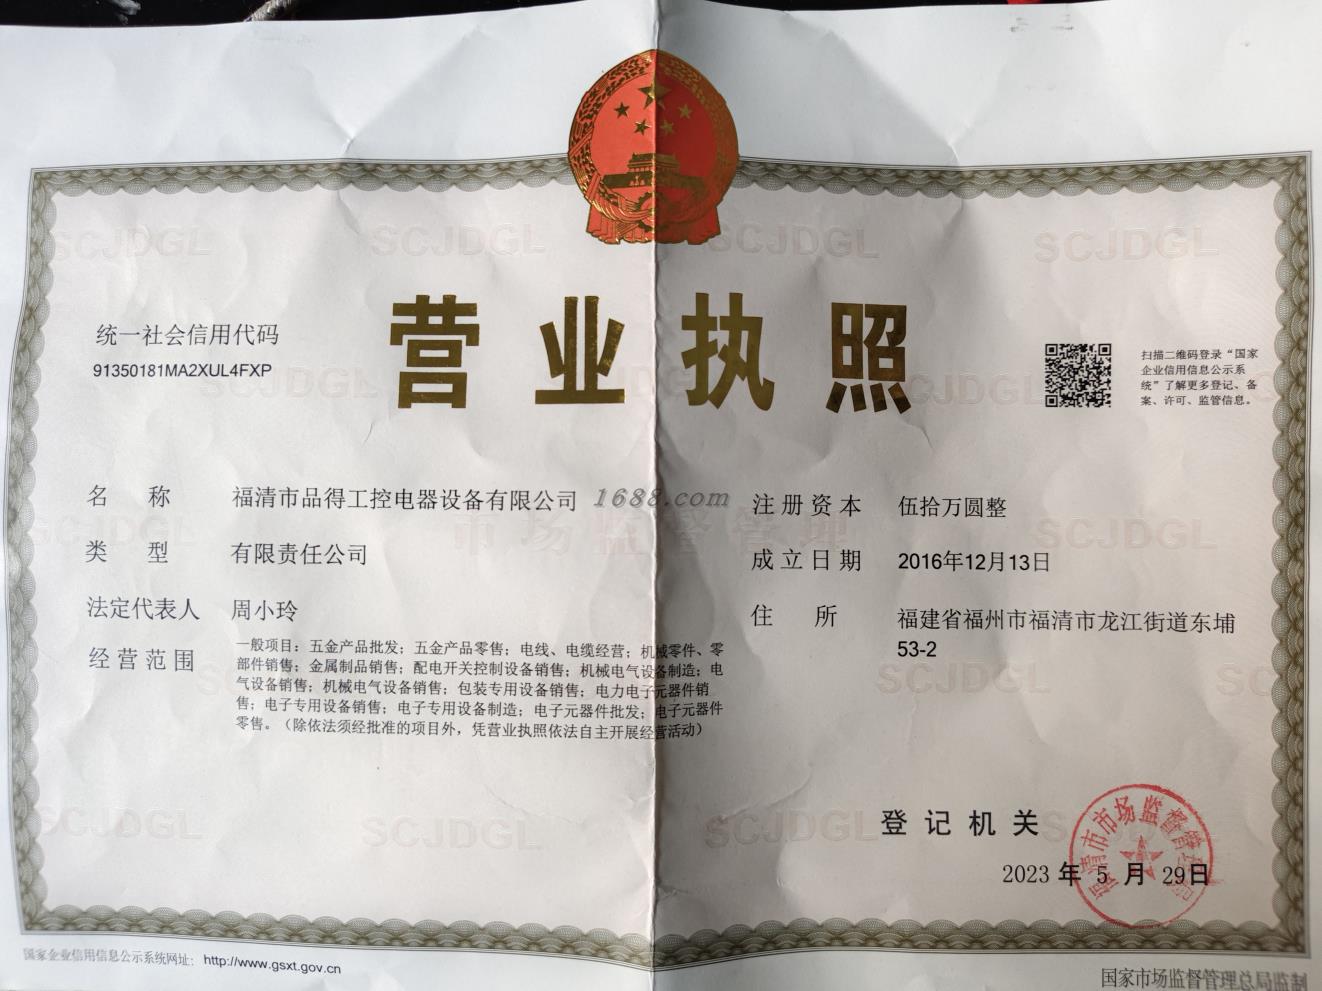 统一社会信用代码
91350181MA2XUL4FXP
营业执照
扫描二维码登录“国家
企业信用信息公示系
统”了解更多登记、备
案、许可、监管信息。
名 称 福清市品得工控电器设备有限公司
1688.com
类 型 有限责任公司
法定代表人 周小玲
经营范围 一般项目：五金产品批发；五金产品零售；电线、电缆经营；机械零件、零
部件销售；金属制品销售；配电开关控制设备销售；机械电气设备制造；电
气设备销售；机械电气设备销售；包装专用设备销售；电力电子元器件销
售；电子专用设备销售；电子专用设备制造；电子元器件批发；电子元器件
零售。（除依法须经批准的项目外，凭营业执照依法自主开展经营活动）
注册资本 伍拾万圆整
成立日期 2016年12月13日
住 所 福建省福州市福清市龙江街道东埔
53-2
市场监督管理
SCJDGL
登记机关
福清市市场监督管理局
2023 年 5 月 29日
国家企业信用信息公示系统网址： http://www.gsxt.gov.cn
国家市场监督管理总局监制